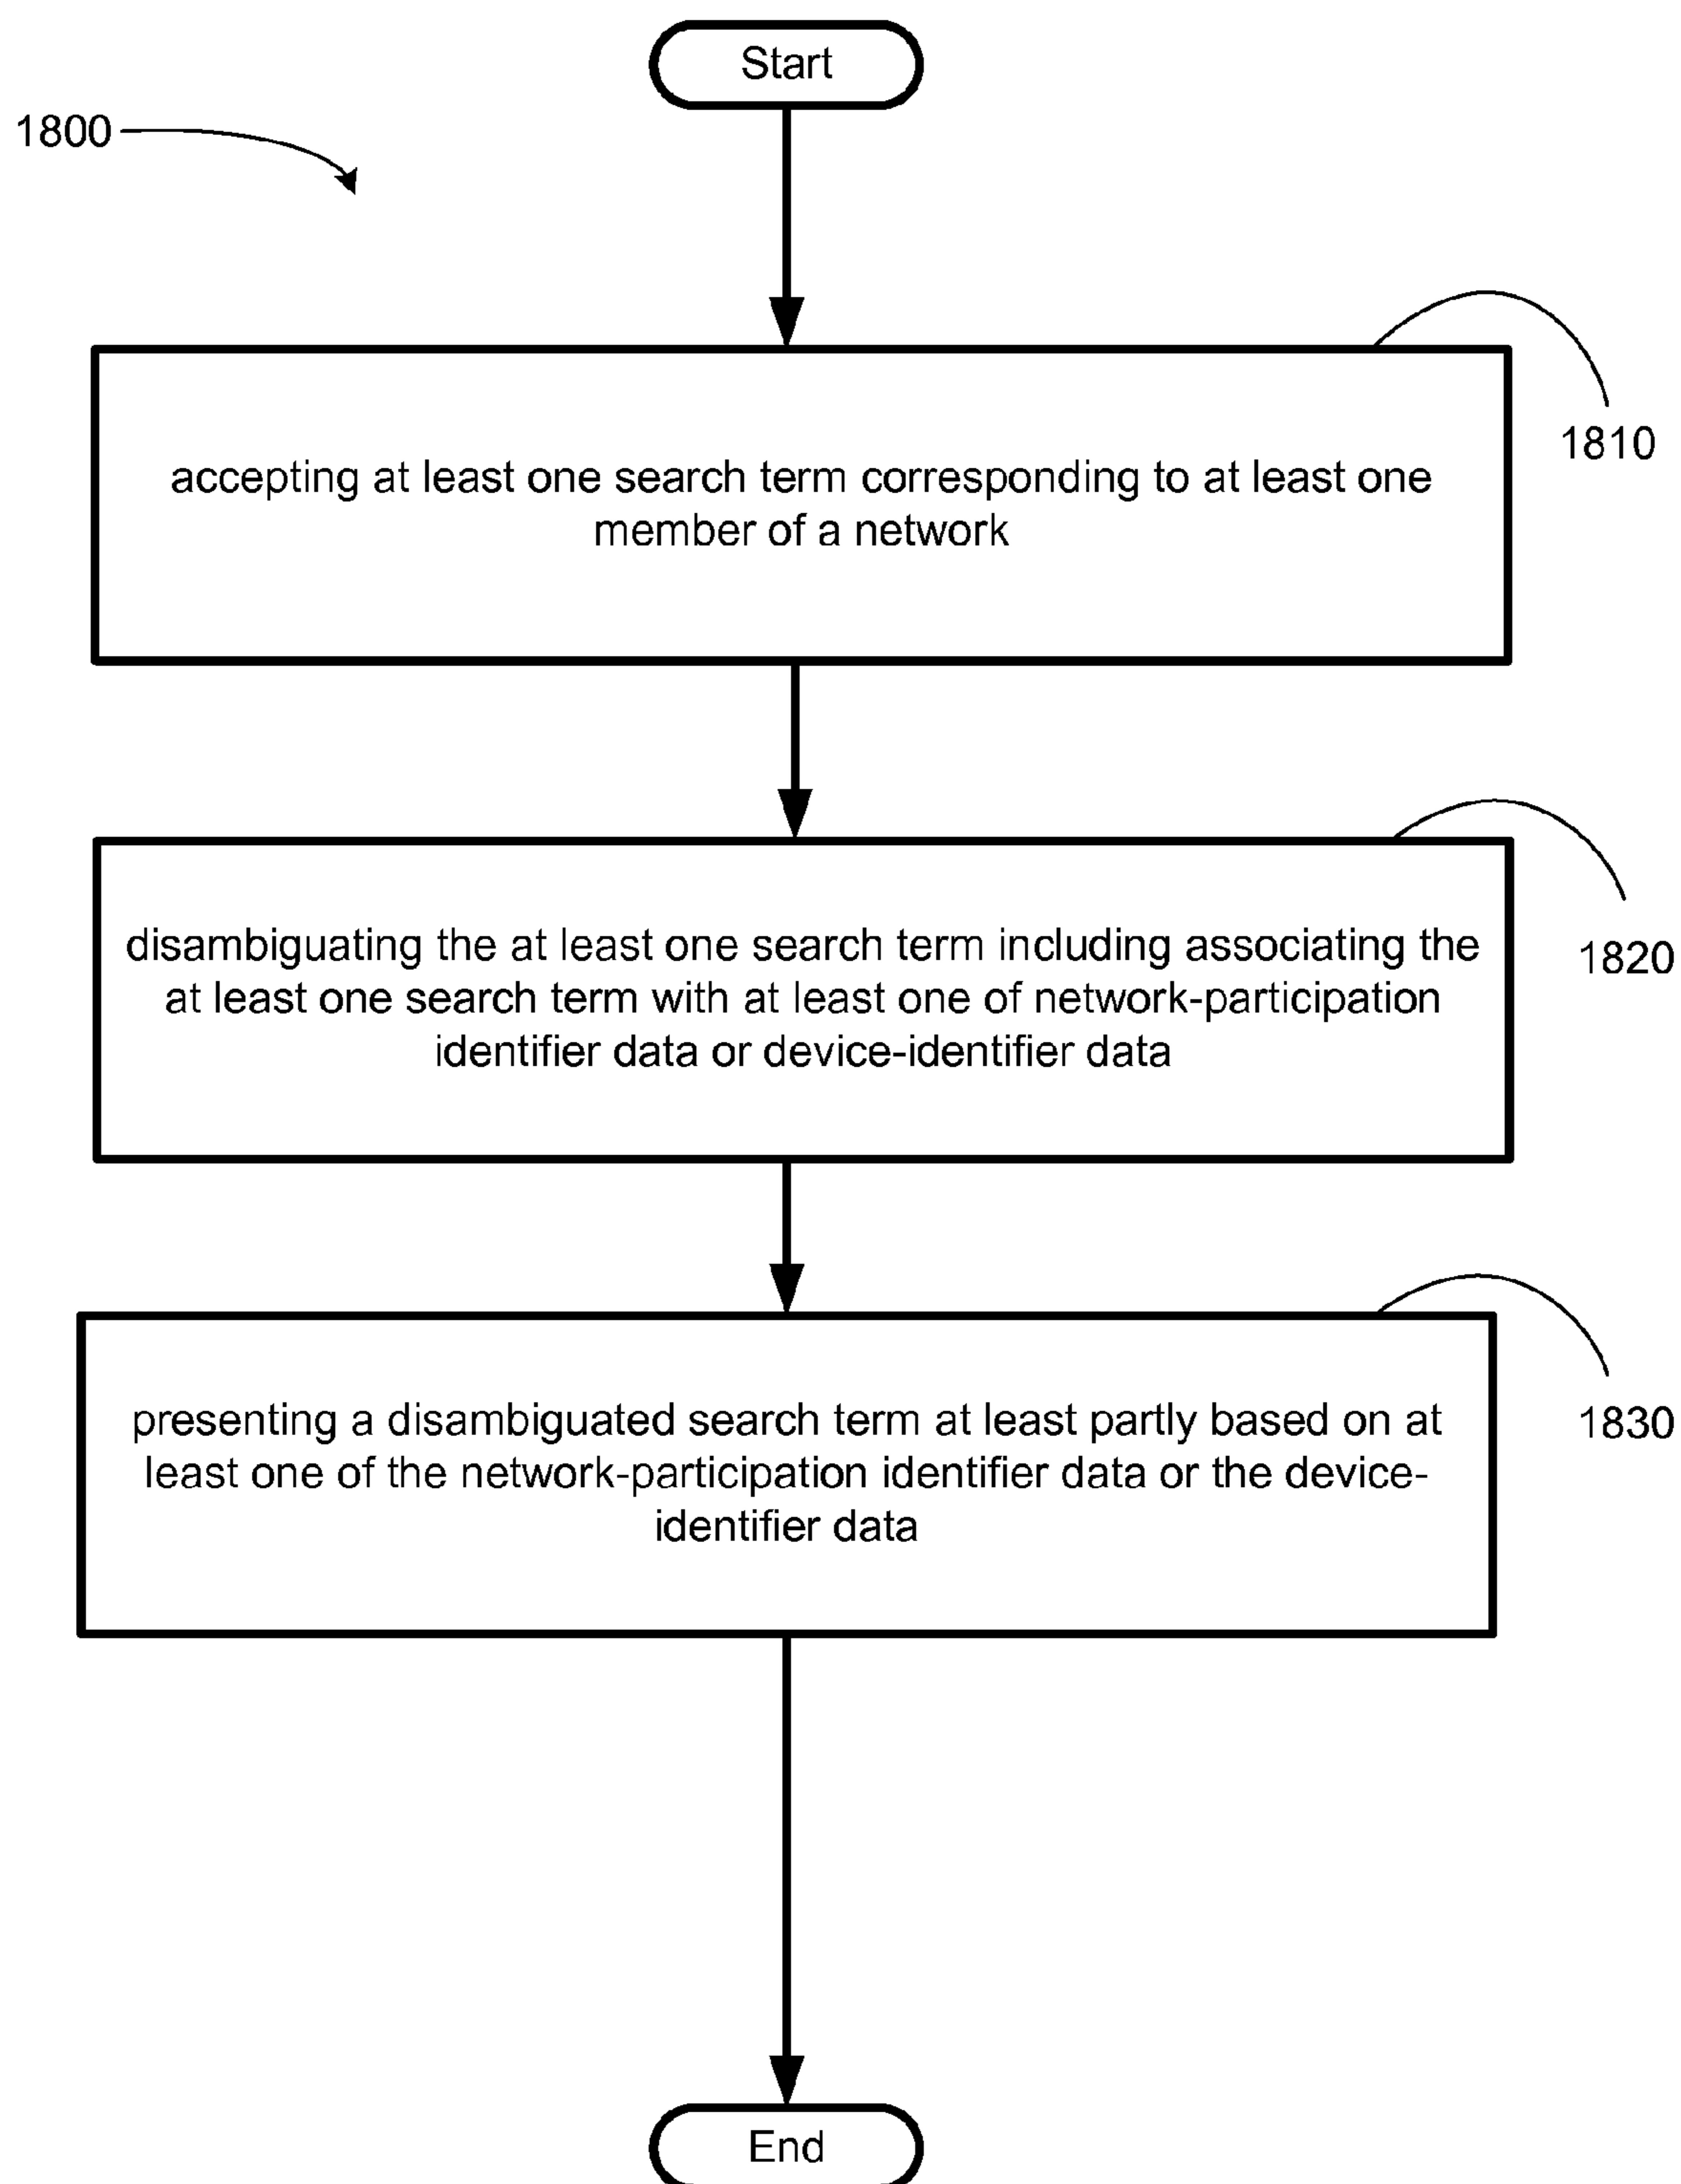 Start
1800
1810
accepting at least one search term corresponding to at least one
member of a network
1820
disambiguating the at least one search term including associating the
at least one search term with at least one of network-participation
identifier data or device-identifier data
1830
presenting a disambiguated search term at least partly based on at
least one of the network-participation identifier data or the device-
identifier data
End